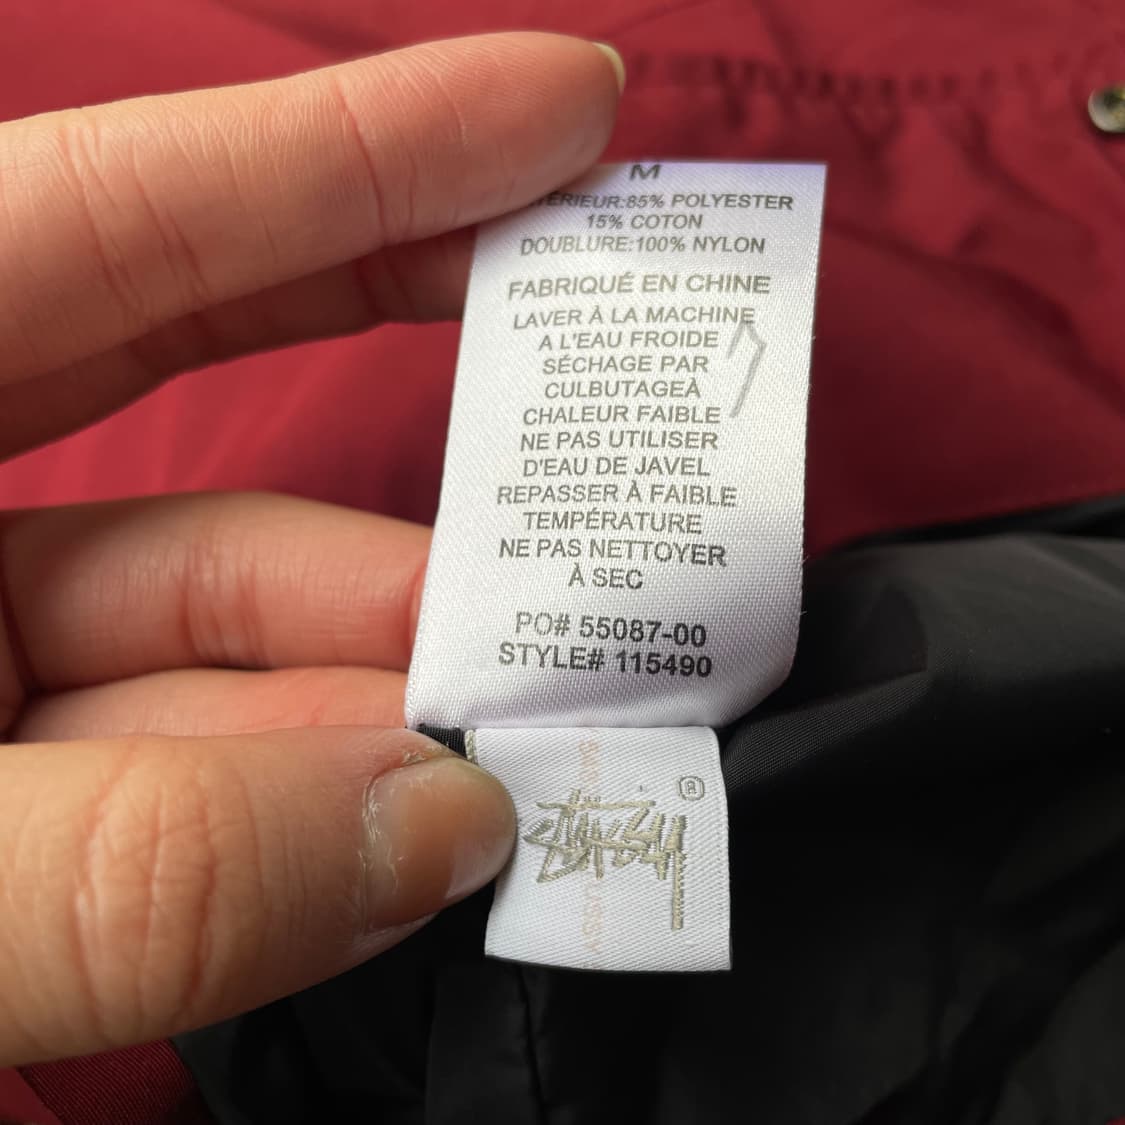 M
TÉRIEUR:85% POLYESTER
15% COTON
DOUBLURE:100% NYLON
FABRIQUÉ EN CHINE
LAVER À LA MACHINE
A L'EAU FROIDE
SÉCHAGE PAR
CULBUTAGEÀ
CHALEUR FAIBLE
NE PAS UTILISER
D'EAU DE JAVEL
REPASSER À FAIBLE
TEMPÉRATURE
NE PAS NETTOYER
À SEC
PO# 55087-00
STYLE# 115490
STÜSSY ®